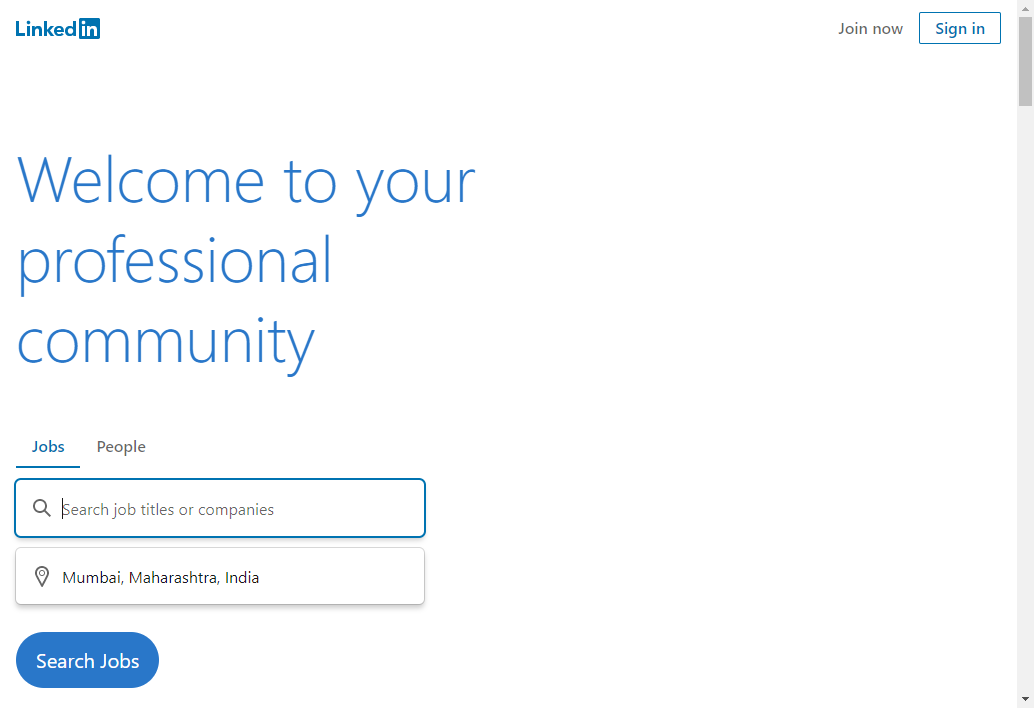 Linkedin
Join now
Sign in
Welcome to your
professional
community
Jobs
People
Search job titles or companies
Mumbai, Maharashtra, India
Search Jobs